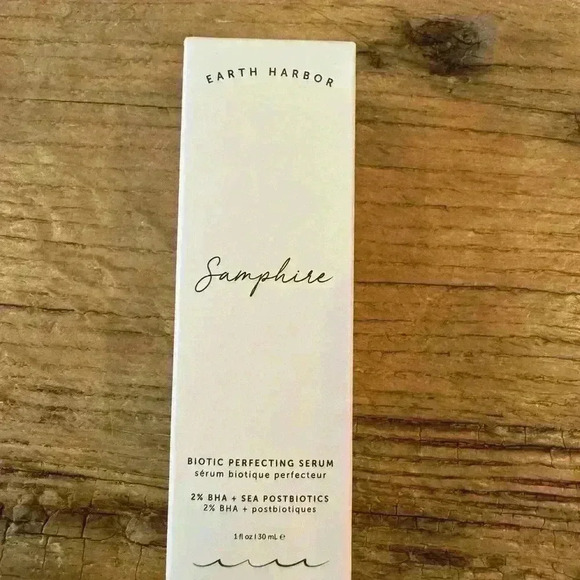 EARTH HARBOR
Samphire
BIOTIC PERFECTING SERUM
sérum biotique perfecteur
2% BHA + SEA POSTBIOTICS
2% BHA + postbiotiques
1 fl oz | 30 mL ℮